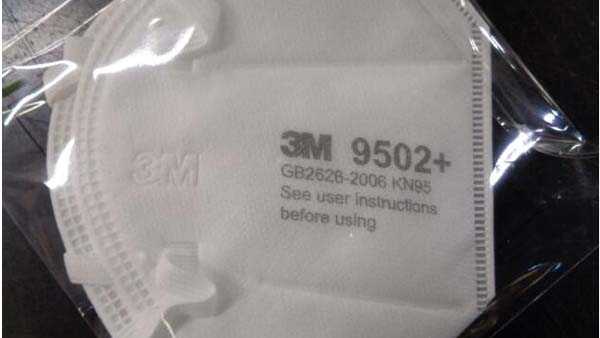 3M
3M 9502+
GB2626-2006 KN95
See user instructions
before using